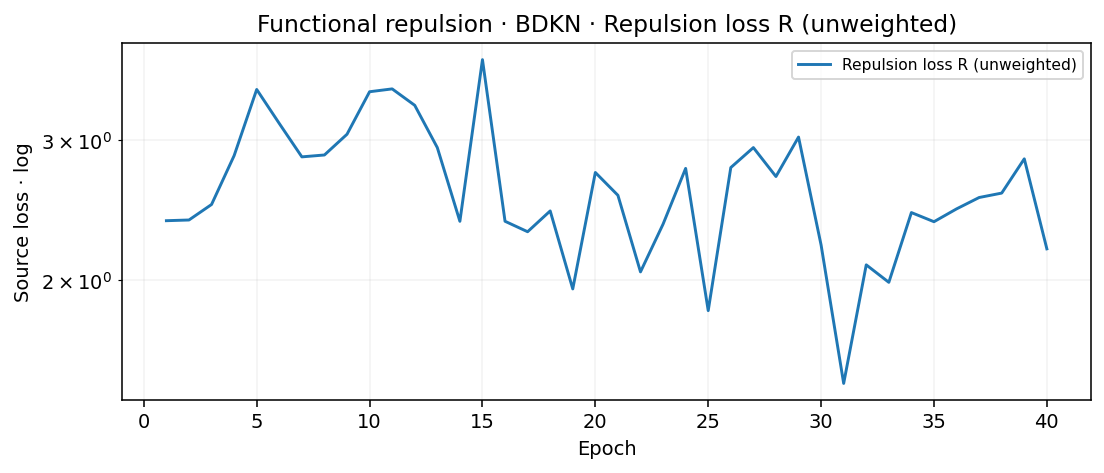 Functional repulsion · BDKN · Repulsion loss R (unweighted)
Repulsion loss R (unweighted)
Source loss · log
3 × 10⁰
2 × 10⁰
0 5 10 15 20 25 30 35 40
Epoch